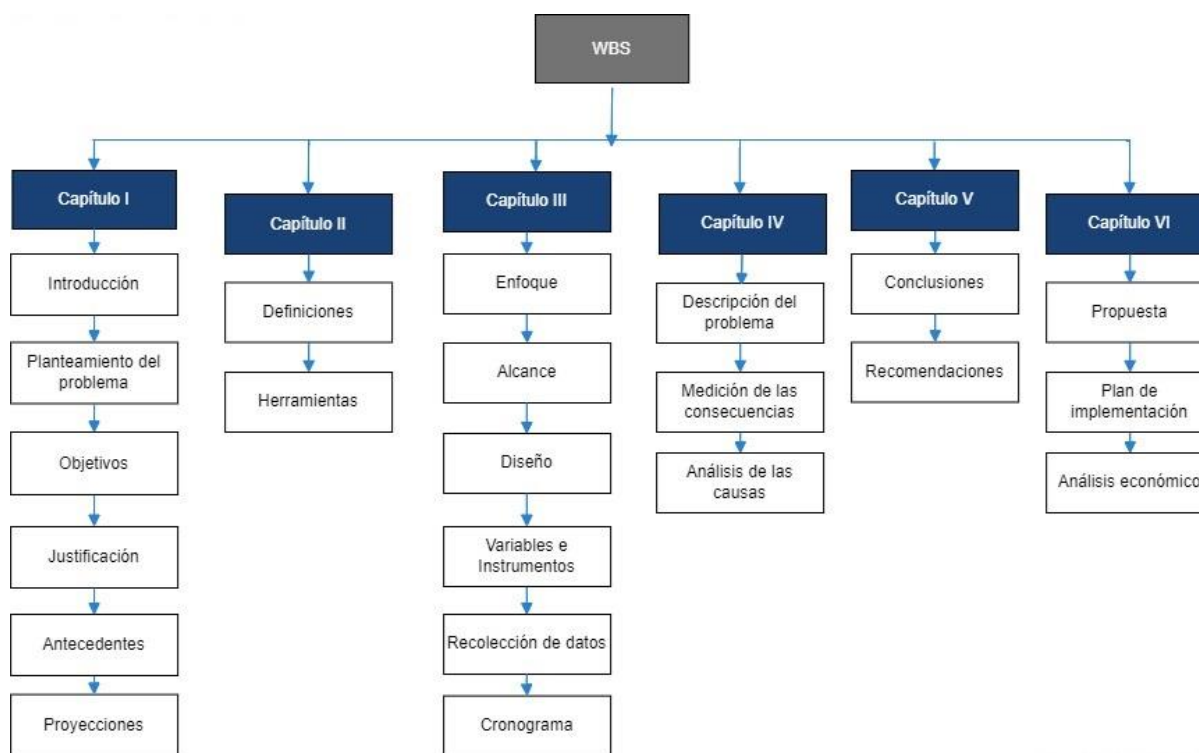 WBS
Capítulo I
Introducción
Planteamiento del
problema
Objetivos
Justificación
Antecedentes
Proyecciones
Capítulo II
Definiciones
Herramientas
Capítulo III
Enfoque
Alcance
Diseño
Variables e
Instrumentos
Recolección de datos
Cronograma
Capítulo IV
Descripción del
problema
Medición de las
consecuencias
Análisis de las
causas
Capítulo V
Conclusiones
Recomendaciones
Capítulo VI
Propuesta
Plan de
implementación
Análisis económico